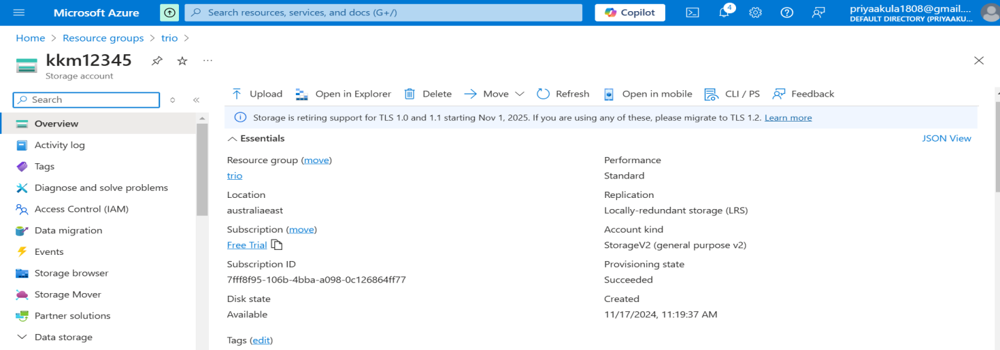 Microsoft Azure
Search resources, services, and docs (G+/)
Copilot
4
priyaakula1808@gmail....
DEFAULT DIRECTORY (PRIYAAKU...
Home > Resource groups > trio >
kkm12345
Storage account
Search
Overview
Activity log
Tags
Diagnose and solve problems
Access Control (IAM)
Data migration
Events
Storage browser
Storage Mover
Partner solutions
Data storage
Upload Open in Explorer Delete Move Refresh Open in mobile CLI / PS Feedback
Storage is retiring support for TLS 1.0 and 1.1 starting Nov 1, 2025. If you are using any of these, please migrate to TLS 1.2. Learn more
Essentials
JSON View
Resource group (move)
trio
Location
australiaeast
Subscription (move)
Free Trial
Subscription ID
7fff8f95-106b-4bba-a098-0c126864ff77
Disk state
Available
Performance
Standard
Replication
Locally-redundant storage (LRS)
Account kind
StorageV2 (general purpose v2)
Provisioning state
Succeeded
Created
11/17/2024, 11:19:37 AM
Tags (edit)